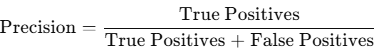 Precision = True Positives / True Positives + False Positives